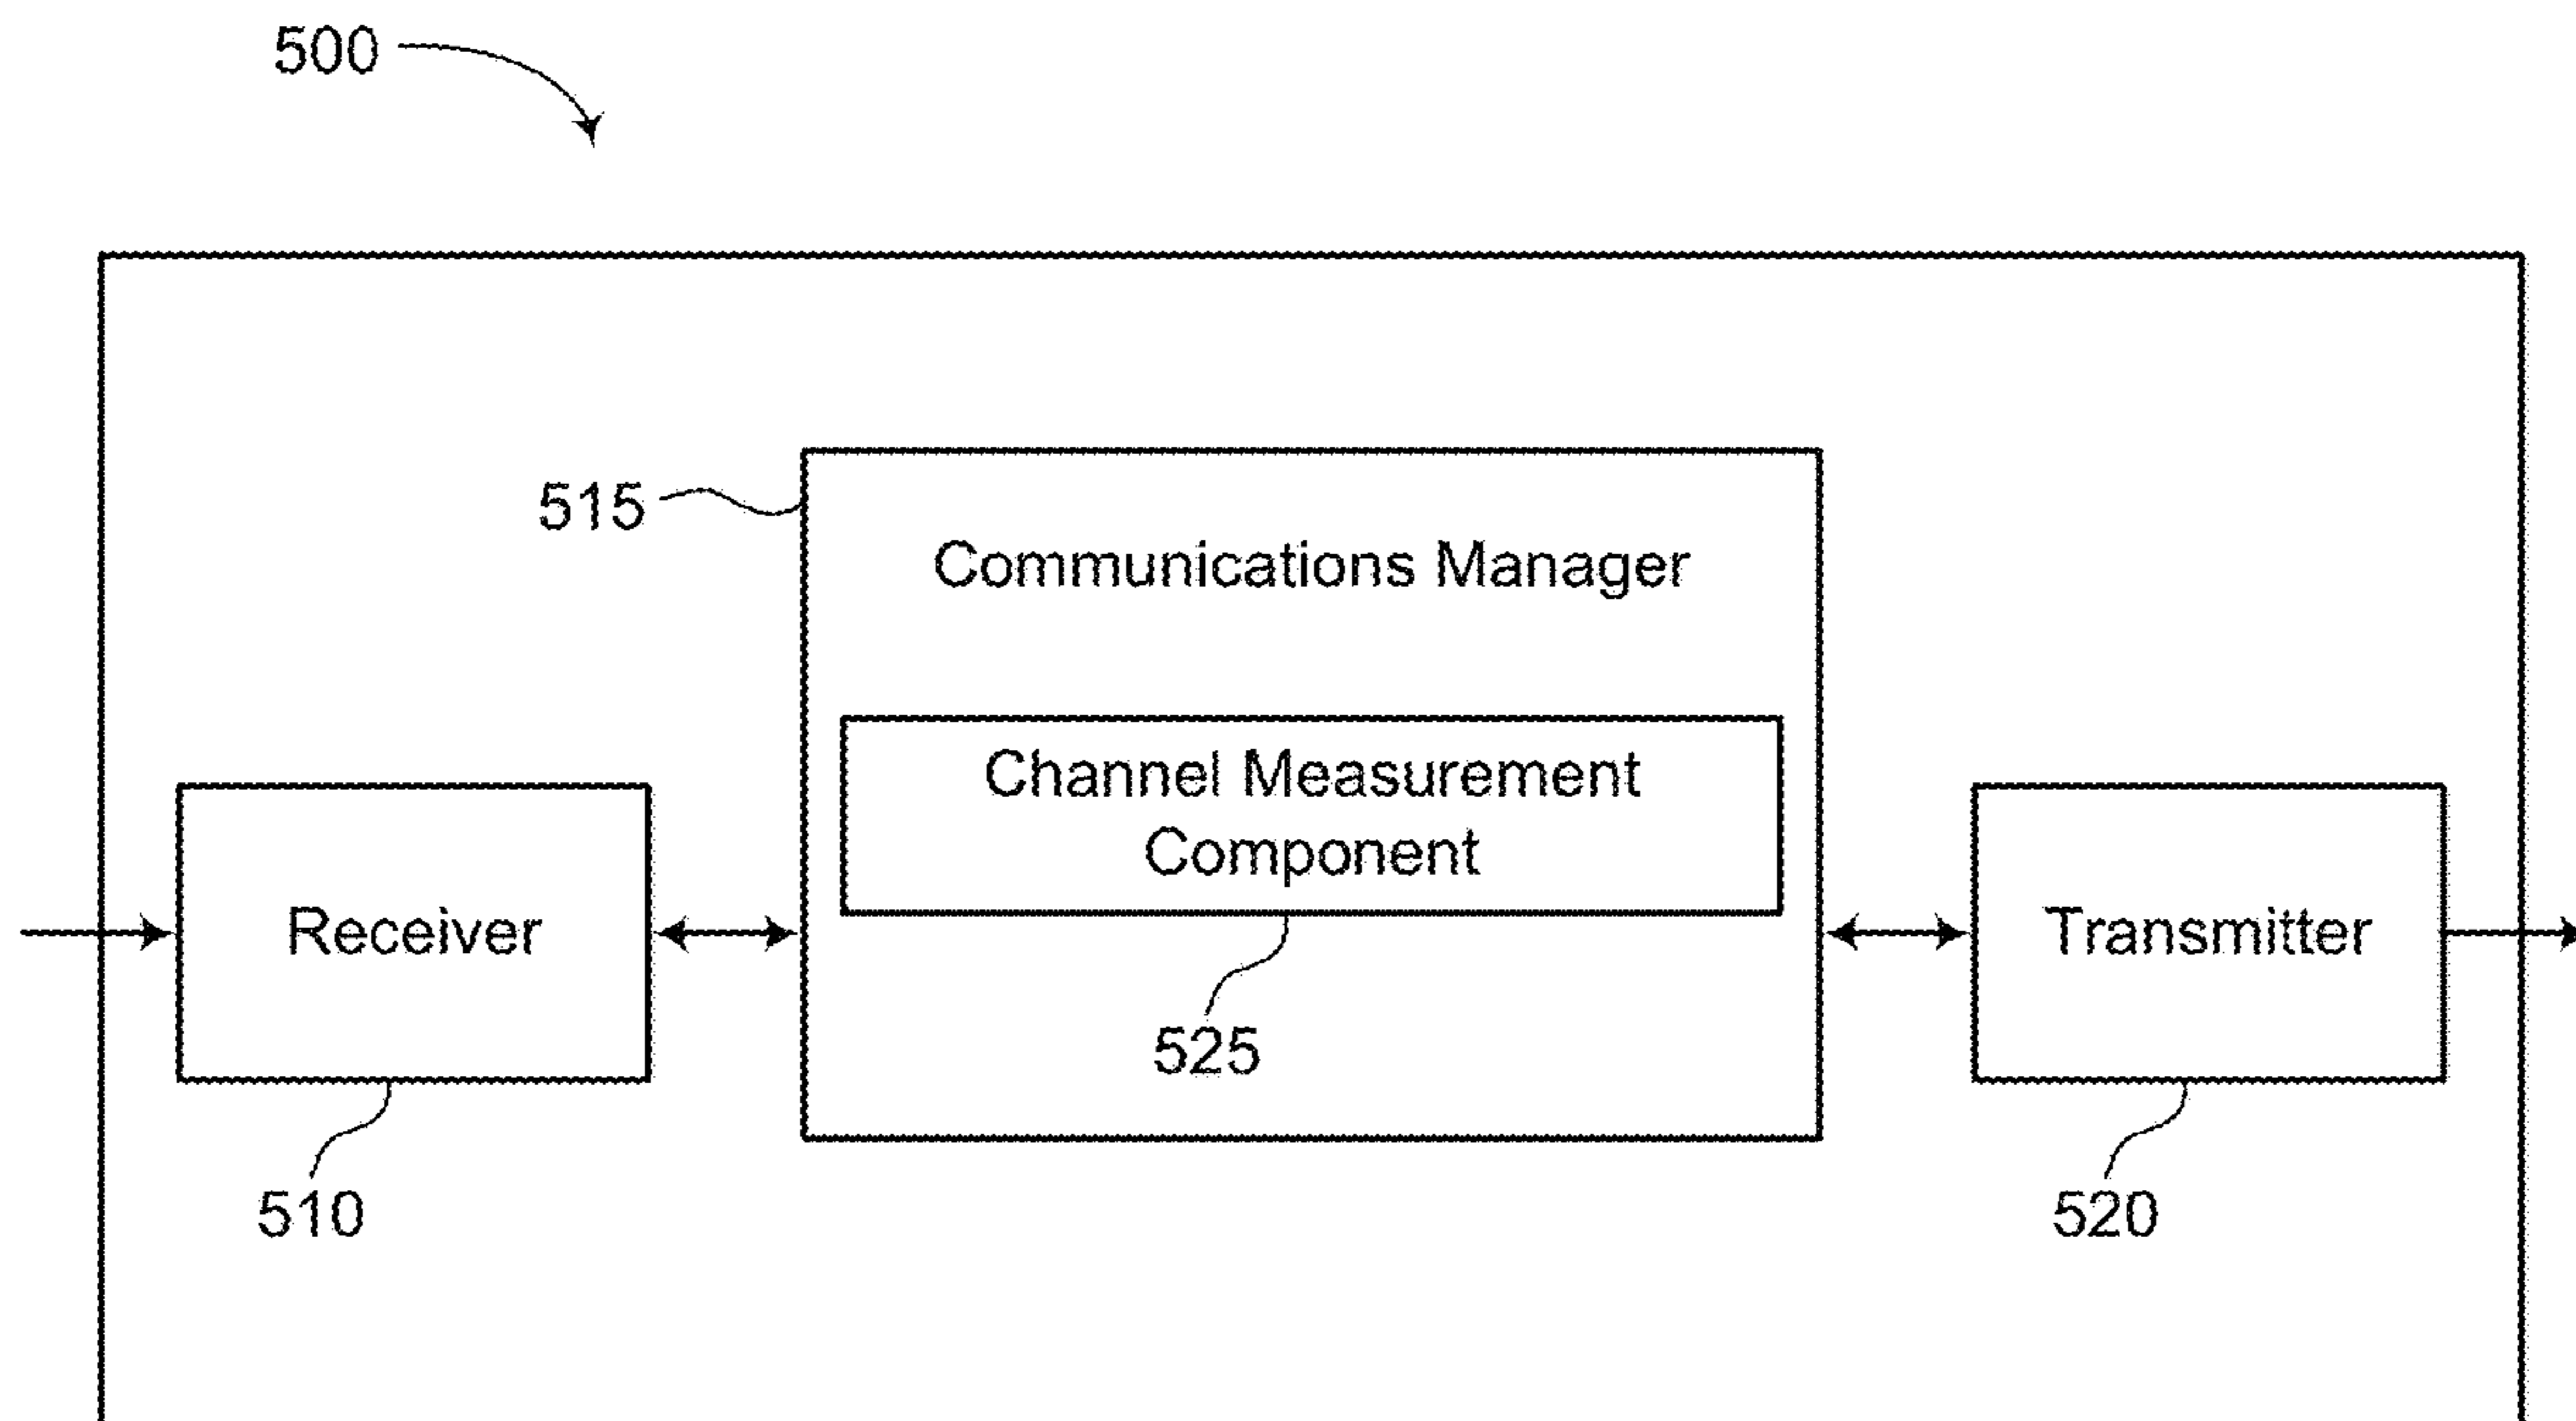 500
515
Communications Manager
Channel Measurement
Component
Receiver
Transmitter
525
510
520